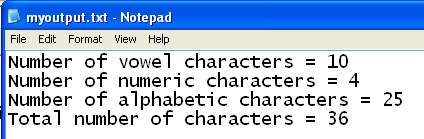 myoutput.txt - Notepad
File Edit Format View Help
Number of vowel characters = 10
Number of numeric characters = 4
Number of alphabetic characters = 25
Total number of characters = 36